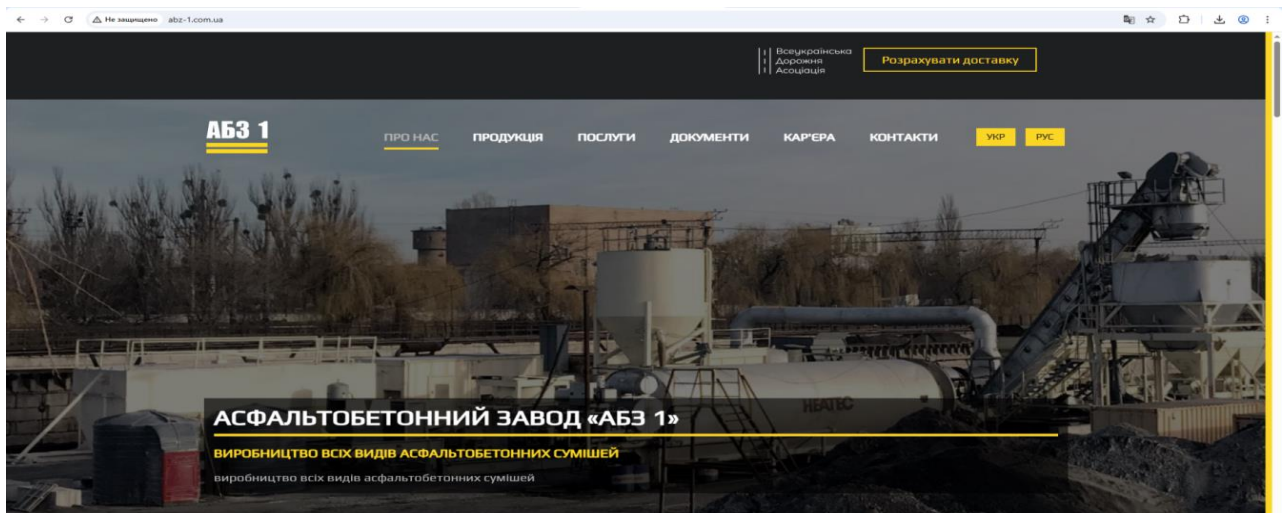 Не защищено abz-1.com.ua
Всеукраїнська
Дорожня
Асоціація
Розрахувати доставку
АБЗ 1
ПРО НАС ПРОДУКЦІЯ ПОСЛУГИ ДОКУМЕНТИ КАР'ЄРА КОНТАКТИ УКР РУС
HEATEC
АСФАЛЬТОБЕТОННИЙ ЗАВОД «АБЗ 1»
ВИРОБНИЦТВО ВСІХ ВИДІВ АСФАЛЬТОБЕТОННИХ СУМІШЕЙ
виробництво всіх видів асфальтобетонних сумішей